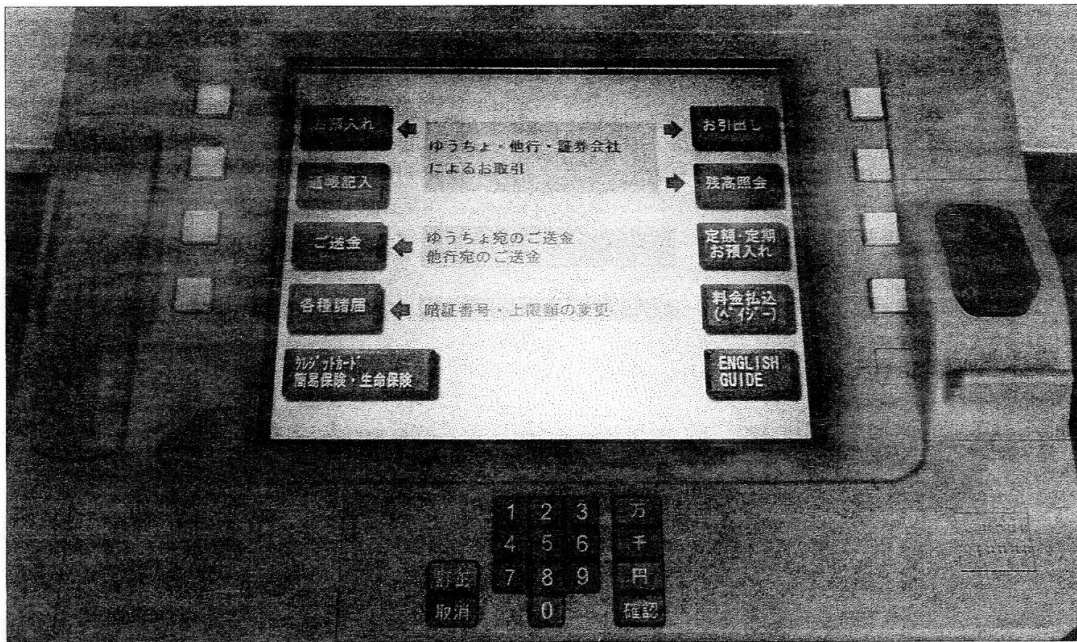 お預入れ
ゆうちょ・他行・証券会社
によるお取引
お引出し
通帳記入
残高照会
ご送金
ゆうちょ宛のご送金
他行宛のご送金
定額・定期
お預入れ
各種諸届
暗証番号・上限額の変更
料金払込
(ペイジー)
クレジットカード
簡易保険・生命保険
ENGLISH
GUIDE
1 2 3 万
4 5 6 千
訂正 7 8 9 円
取消 0 確認